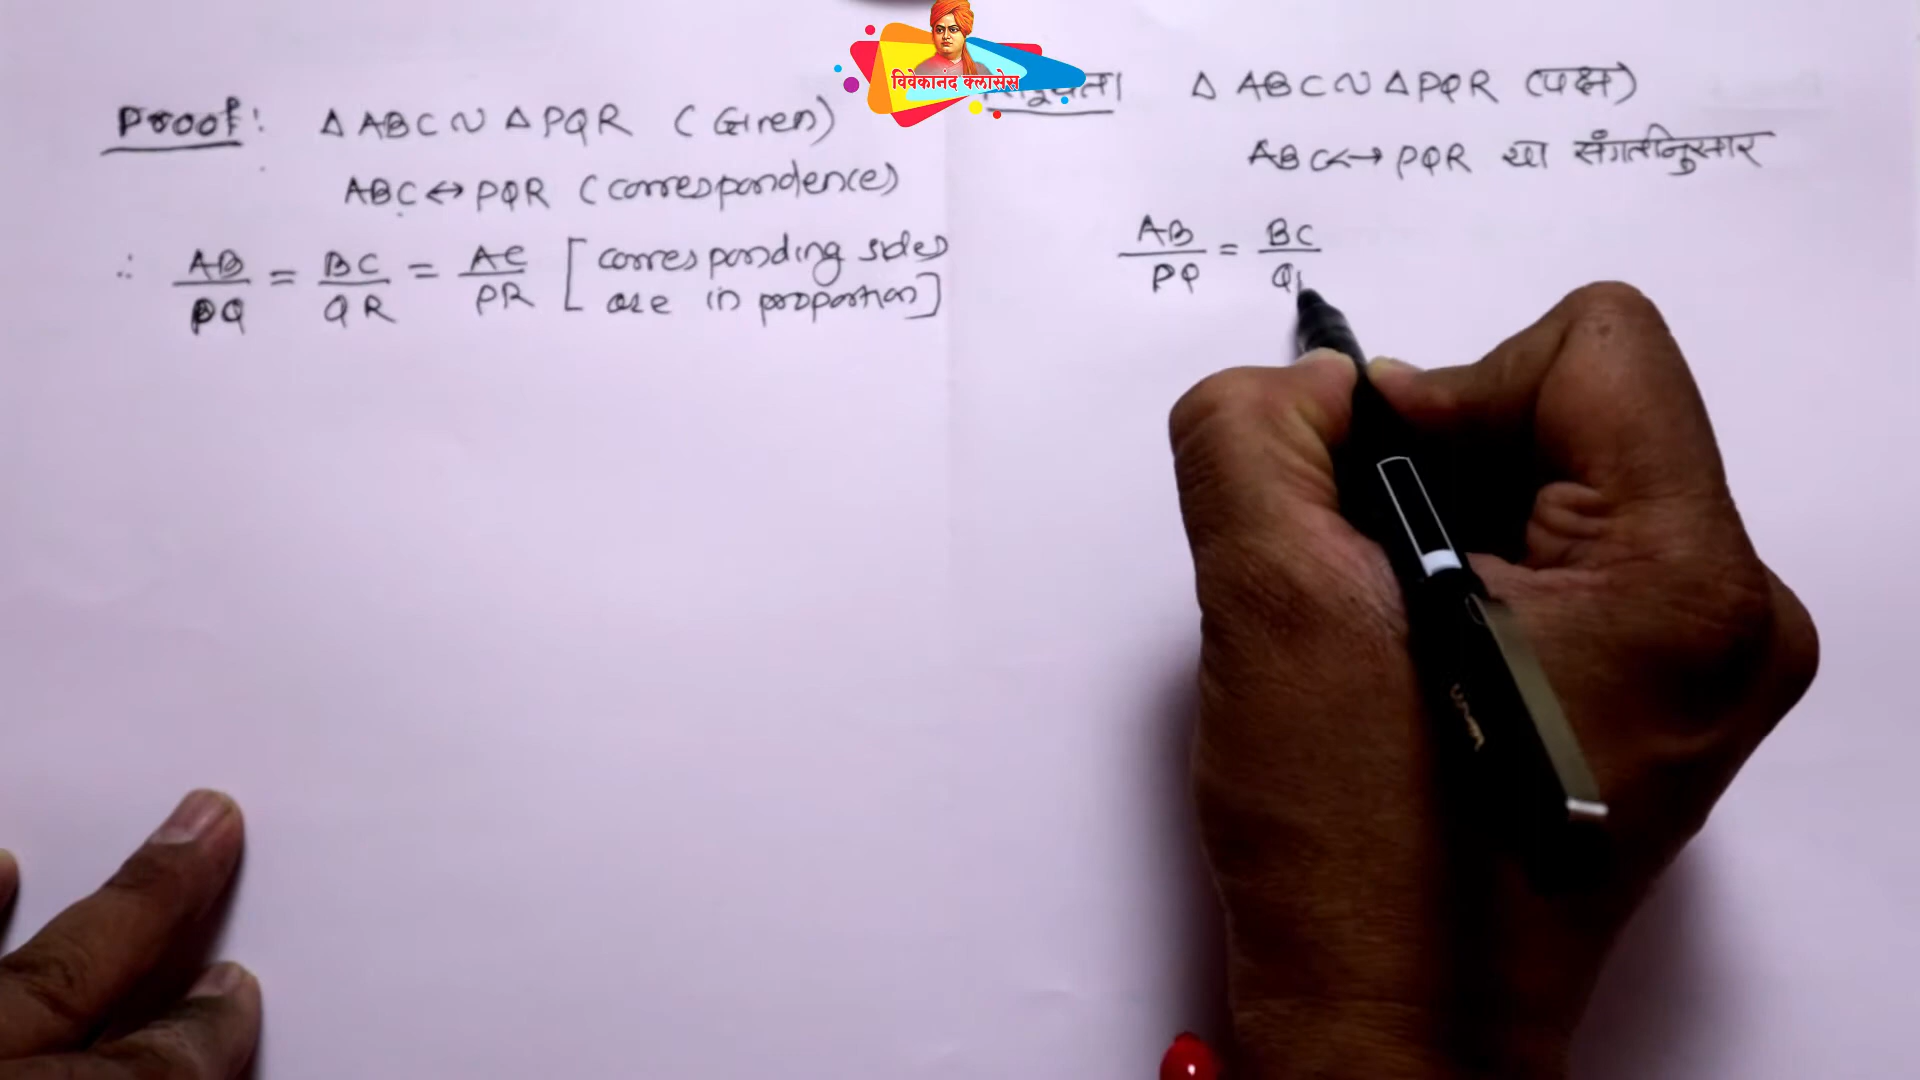 विवेकानंद क्लासेस
Proof: Δ ABC ~ Δ PQR (Given)
ABC ↔ PQR (correspondence)
∴ AB/PQ = BC/QR = AC/PR [corresponding sides
are in proportion]
Δ ABC ~ Δ PQR (पक्ष)
ABC ↔ PQR या संगतीनुसार
AB/PQ = BC/Q